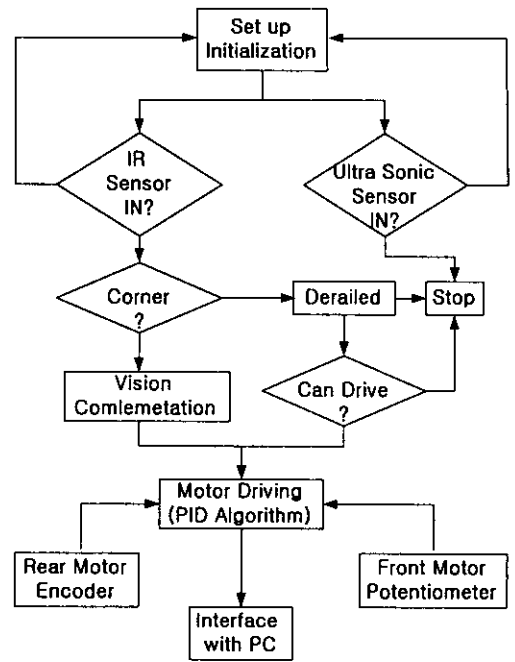 Set up
Initialization
IR
Sensor
IN?
Ultra Sonic
Sensor
IN?
Corner
?
Derailed
Stop
Vision
Comlemetation
Can Drive
?
Motor Driving
(PID Algorithm)
Rear Motor
Encoder
Front Motor
Potentiometer
Interface
with PC